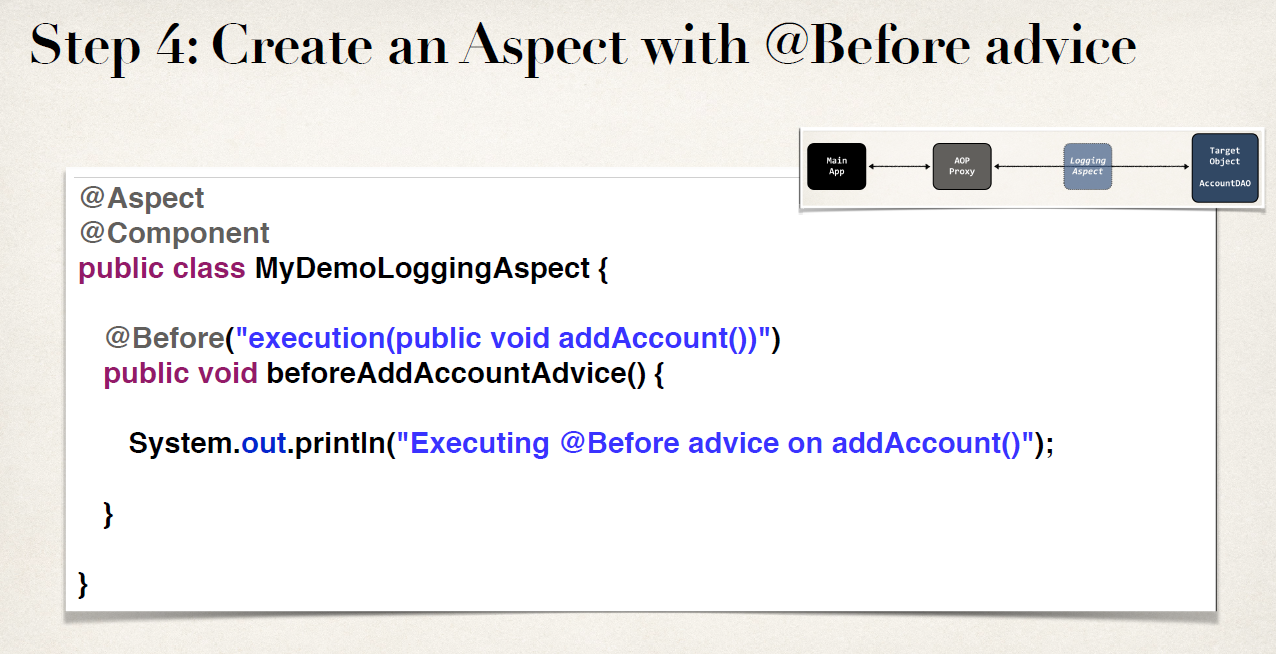 Step 4: Create an Aspect with @Before advice
Main
App
AOP
Proxy
Logging
Aspect
Target
Object
AccountDAO
@Aspect
@Component
public class MyDemoLoggingAspect {
@Before("execution(public void addAccount())")
public void beforeAddAccountAdvice() {
System.out.println("Executing @Before advice on addAccount()");
}
}